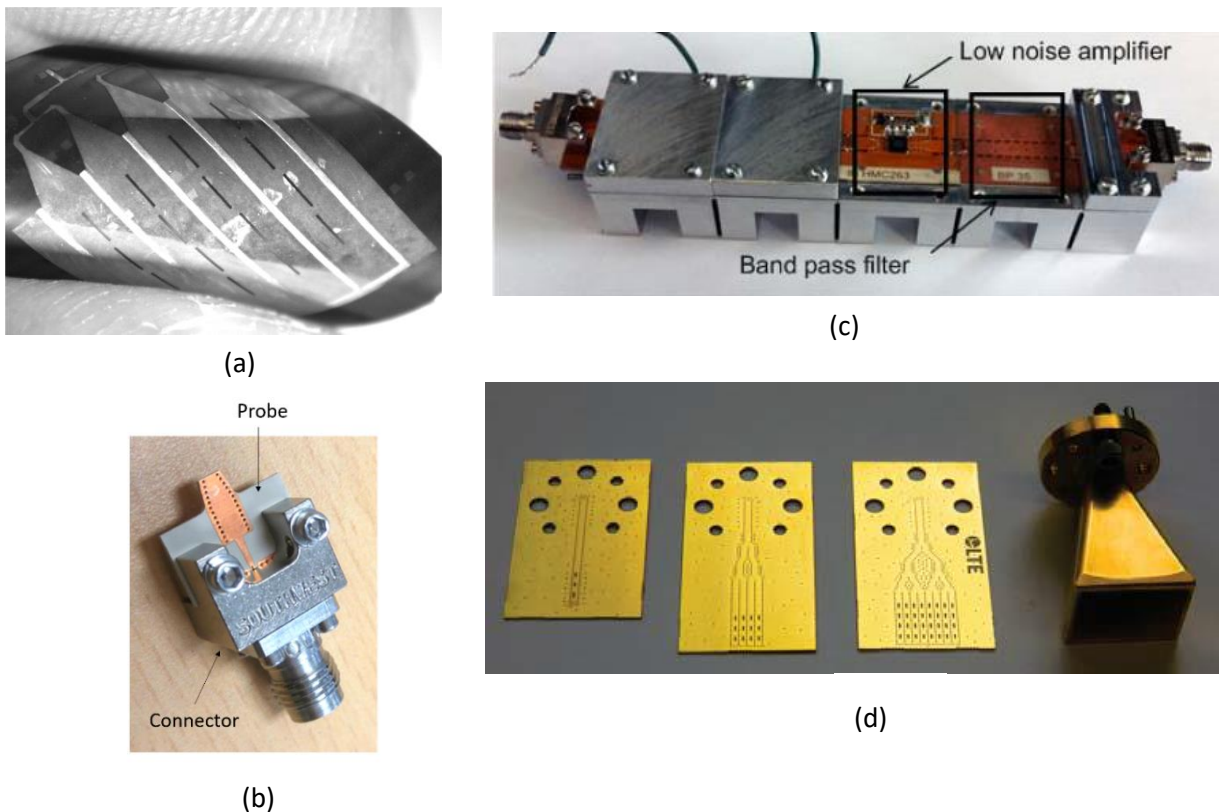 (a)
Low noise amplifier
HMC263
BP 35
Band pass filter
(c)
Probe
SOUTHWEST
Connector
(b)
LTE
(d)